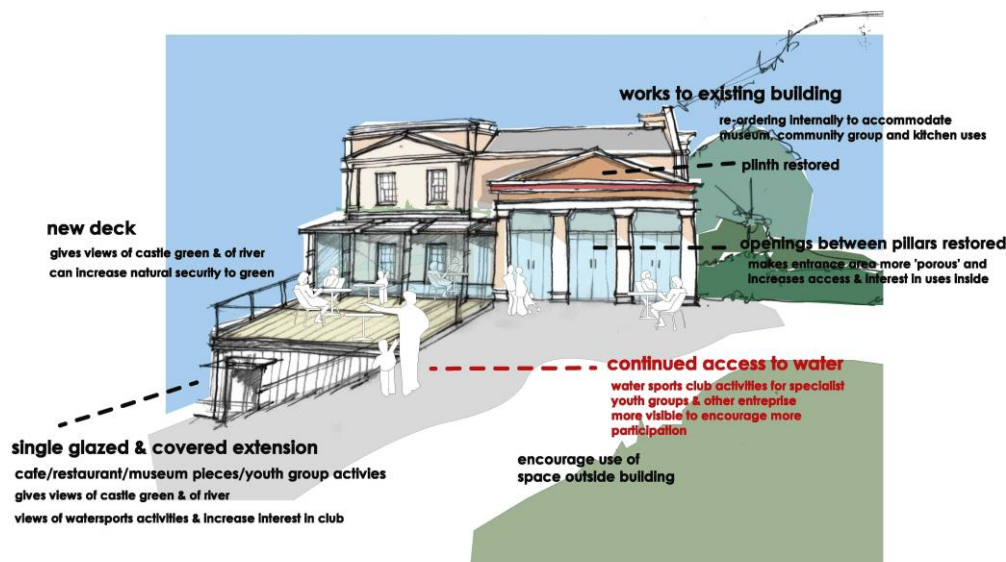 works to existing building
re-ordering internally to accommodate
museum, community group and kitchen uses
plinth restored
new deck
gives views of castle green & of river
can increase natural security to green
openings between pillars restored
makes entrance area more 'porous' and
increases access & interest in uses inside
continued access to water
water sports club activities for specialist
youth groups & other entreprise
more visible to encourage more
participation
single glazed & covered extension
cafe/restaurant/museum pieces/youth group activies
gives views of castle green & of river
views of watersports activities & increase interest in club
encourage use of
space outside building